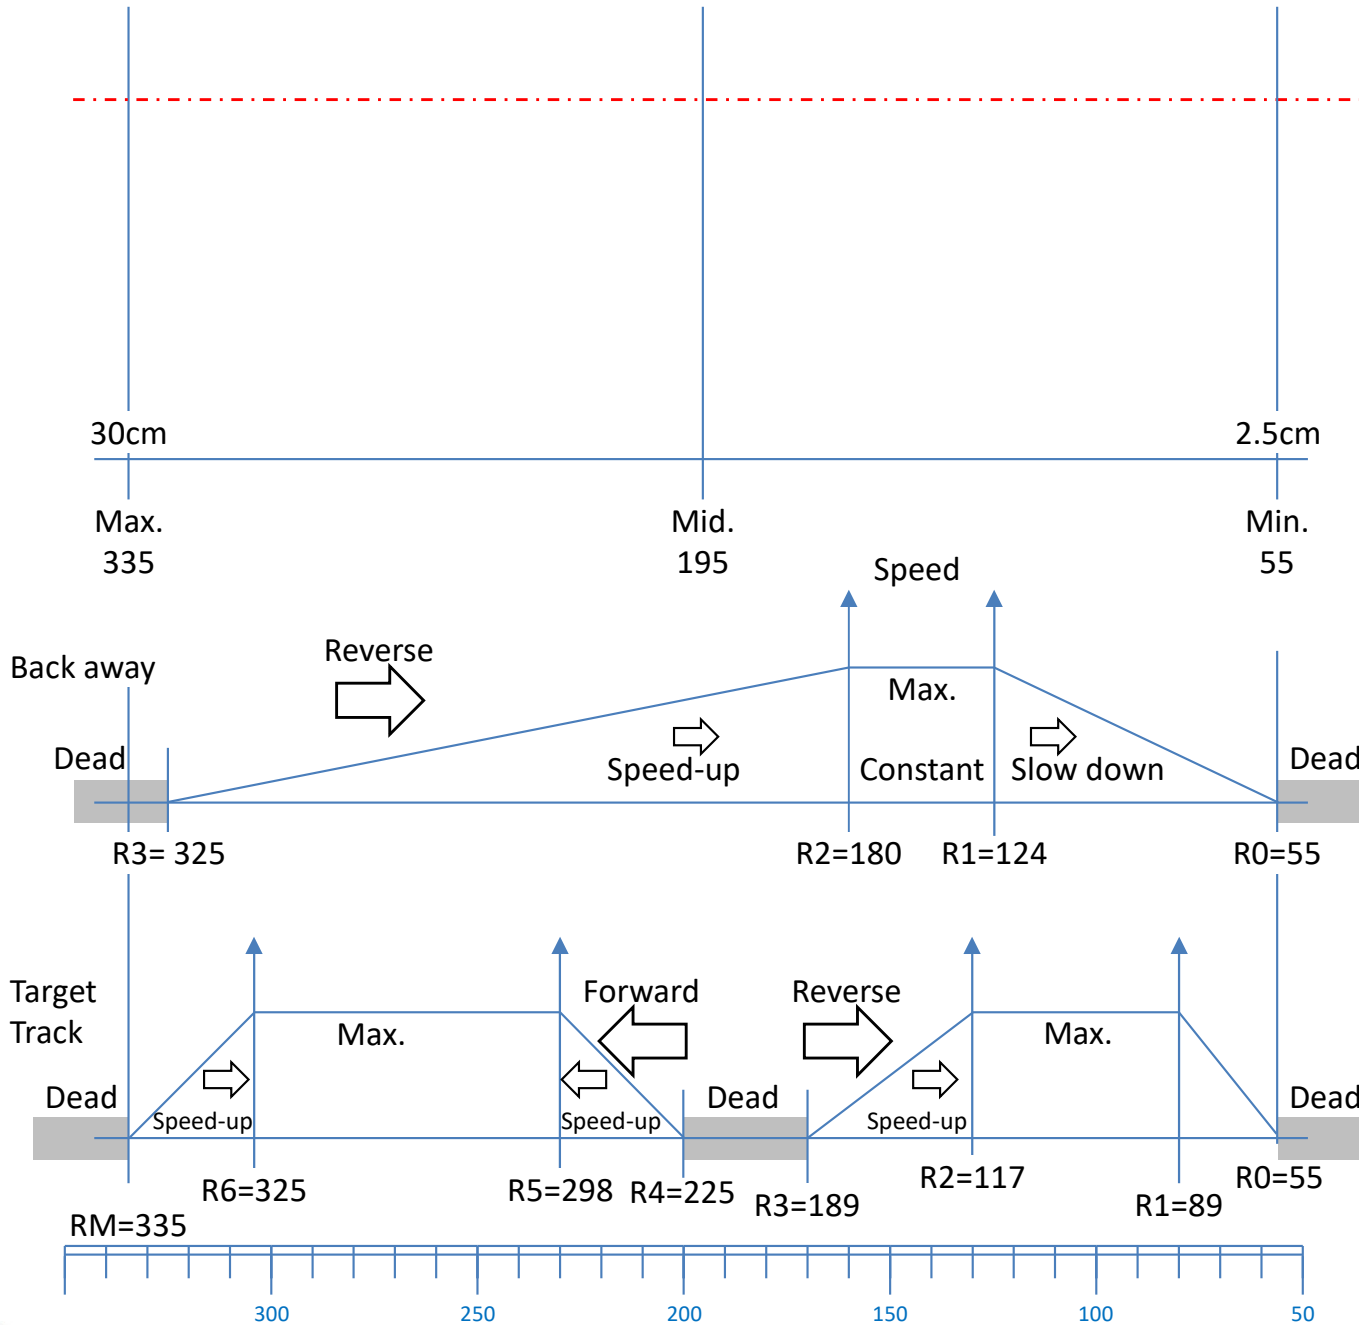 30cm
2.5cm
Max.
335
Mid.
195
Min.
55
Speed
Back away
Reverse
Max.
Dead
Speed-up
Constant
Slow down
Dead
R3= 325
R2=180
R1=124
R0=55
Target
Track
Forward
Reverse
Max.
Max.
Dead
Speed-up
Speed-up
Dead
Speed-up
Dead
R6=325
R5=298
R4=225
R3=189
R2=117
R1=89
R0=55
RM=335
300
200
150
100
50